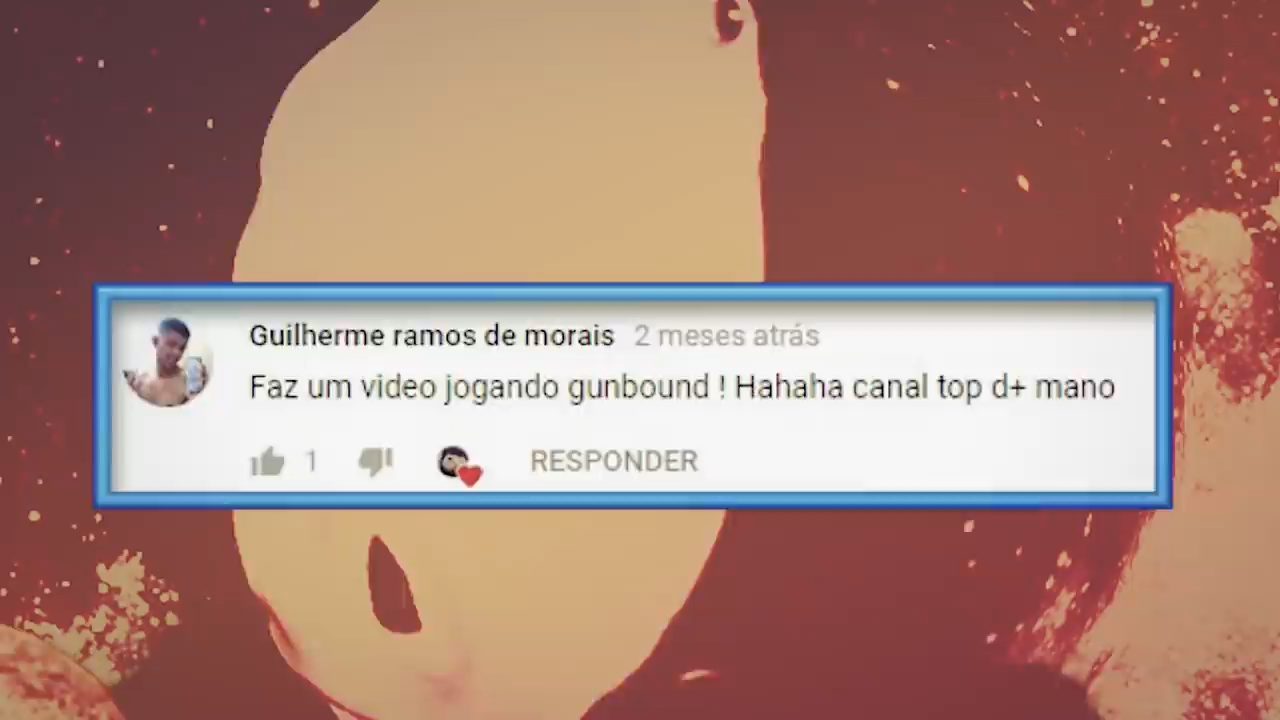 Guilherme ramos de morais 2 meses atrás
Faz um video jogando gunbound ! Hahaha canal top d+ mano
1 RESPONDER